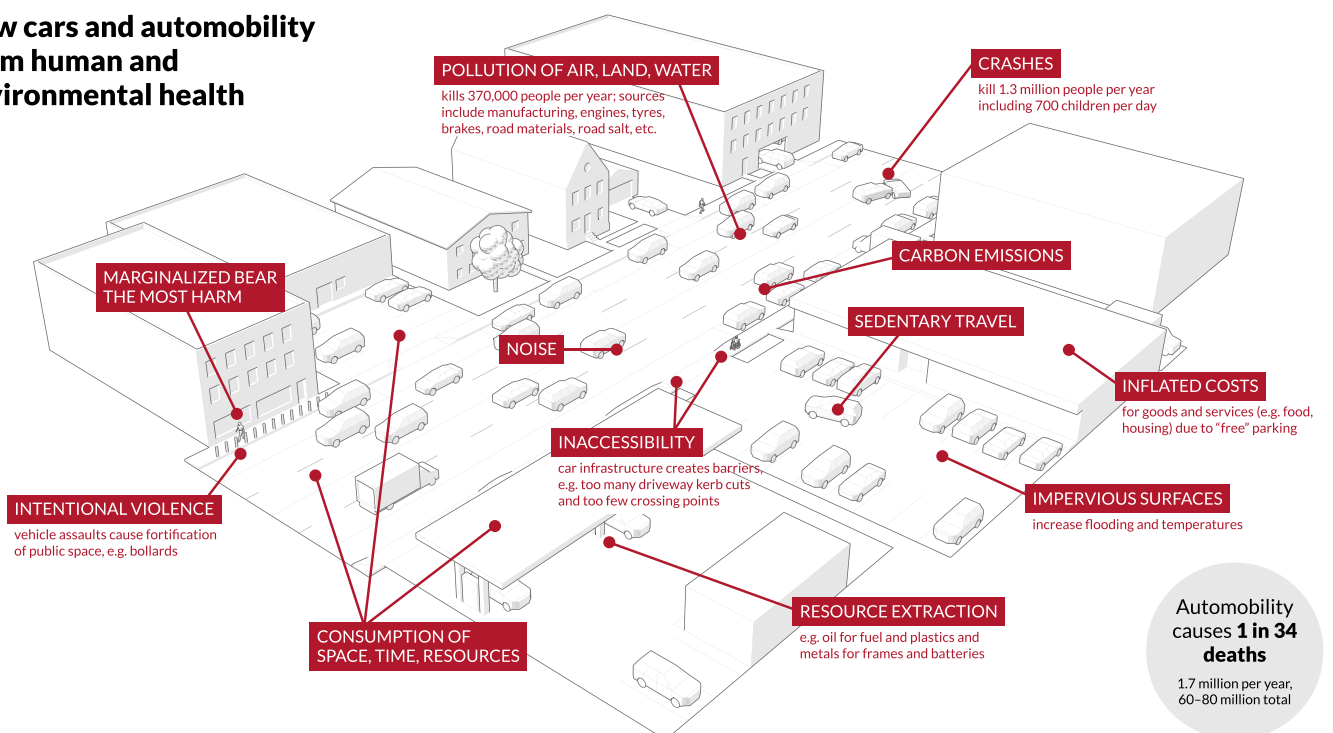 w cars and automobility
m human and
vironmental health
POLLUTION OF AIR, LAND, WATER
kills 370,000 people per year; sources
include manufacturing, engines, tyres,
brakes, road materials, road salt, etc.
CRASHES
kill 1.3 million people per year
including 700 children per day
MARGINALIZED BEAR
THE MOST HARM
CARBON EMISSIONS
SEDENTARY TRAVEL
NOISE
INFLATED COSTS
for goods and services (e.g. food,
housing) due to “free” parking
INACCESSIBILITY
car infrastructure creates barriers,
e.g. too many driveway kerb cuts
and too few crossing points
INTENTIONAL VIOLENCE
vehicle assaults cause fortification
of public space, e.g. bollards
IMPERVIOUS SURFACES
increase flooding and temperatures
CONSUMPTION OF
SPACE, TIME, RESOURCES
RESOURCE EXTRACTION
e.g. oil for fuel and plastics and
metals for frames and batteries
Automobility
causes 1 in 34
deaths
1.7 million per year,
60–80 million total